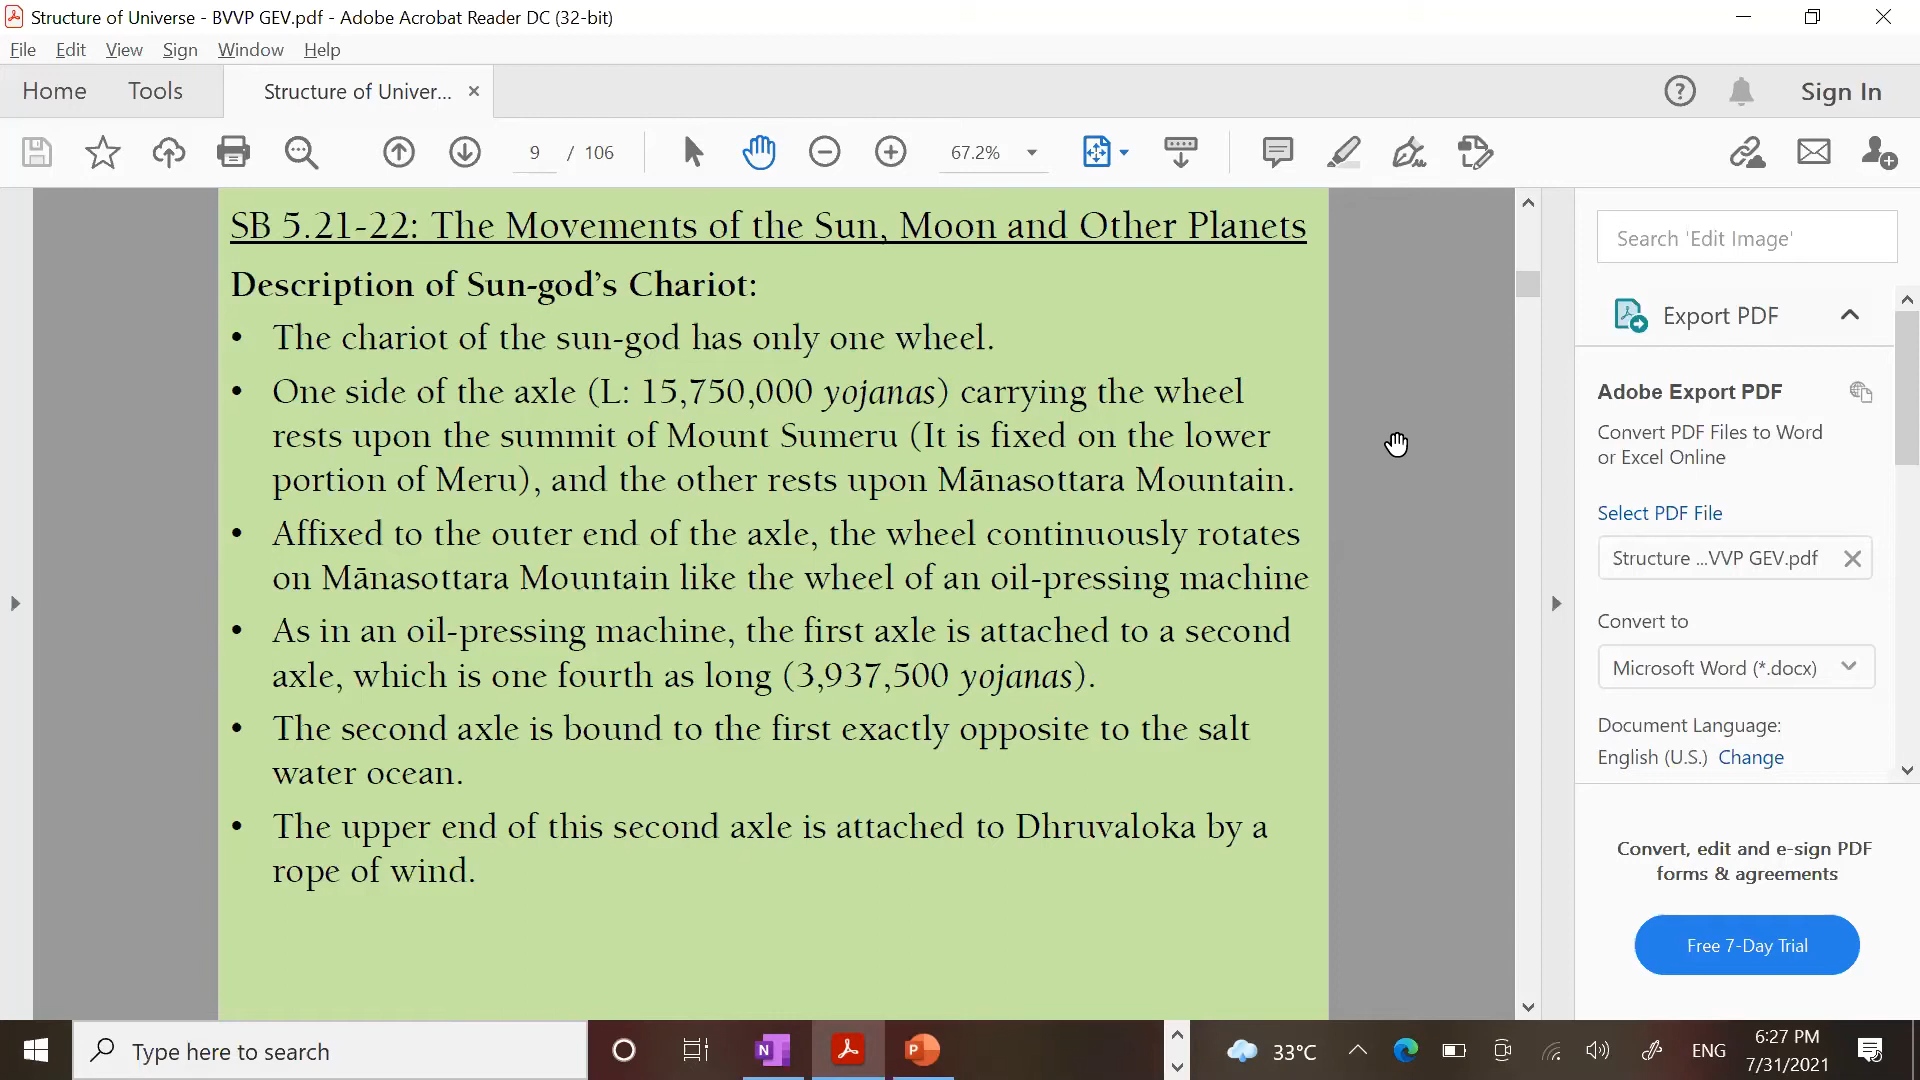 Structure of Universe - BVVP GEV.pdf - Adobe Acrobat Reader DC (32-bit)
File Edit View Sign Window Help
Home Tools Structure of Univer... × Sign In
9 / 106 67.2%
SB 5.21-22: The Movements of the Sun, Moon and Other Planets
Description of Sun-god's Chariot:
• The chariot of the sun-god has only one wheel.
• One side of the axle (L: 15,750,000 yojanas) carrying the wheel
rests upon the summit of Mount Sumeru (It is fixed on the lower
portion of Meru), and the other rests upon Mānasottara Mountain.
• Affixed to the outer end of the axle, the wheel continuously rotates
on Mānasottara Mountain like the wheel of an oil-pressing machine
• As in an oil-pressing machine, the first axle is attached to a second
axle, which is one fourth as long (3,937,500 yojanas).
• The second axle is bound to the first exactly opposite to the salt
water ocean.
• The upper end of this second axle is attached to Dhruvaloka by a
rope of wind.
Search 'Edit Image'
Export PDF
Adobe Export PDF
Convert PDF Files to Word
or Excel Online
Select PDF File
Structure ...VVP GEV.pdf
Convert to
Microsoft Word (*.docx)
Document Language:
English (U.S.) Change
Convert, edit and e-sign PDF
forms & agreements
Free 7-Day Trial
Type here to search
33°C
ENG
6:27 PM
7/31/2021